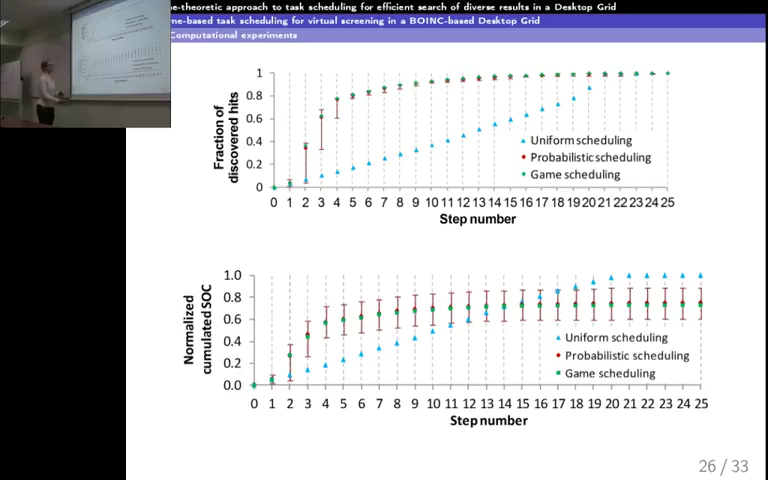 me-theoretic approach to task scheduling for efficient search of diverse results in a Desktop Grid
me-based task scheduling for virtual screening in a BOINC-based Desktop Grid
Computational experiments
Fraction of
discovered hits
1
0.8
0.6
0.4
0.2
0
Uniform scheduling
Probabilistic scheduling
Game scheduling
0 1 2 3 4 5 6 7 8 9 10 11 12 13 14 15 16 17 18 19 20 21 22 23 24 25
Step number
Normalized
cumulated SOC
1.0
0.8
0.6
0.4
0.2
0.0
Uniform scheduling
Probabilistic scheduling
Game scheduling
0 1 2 3 4 5 6 7 8 9 10 11 12 13 14 15 16 17 18 19 20 21 22 23 24 25
Step number
26 / 33